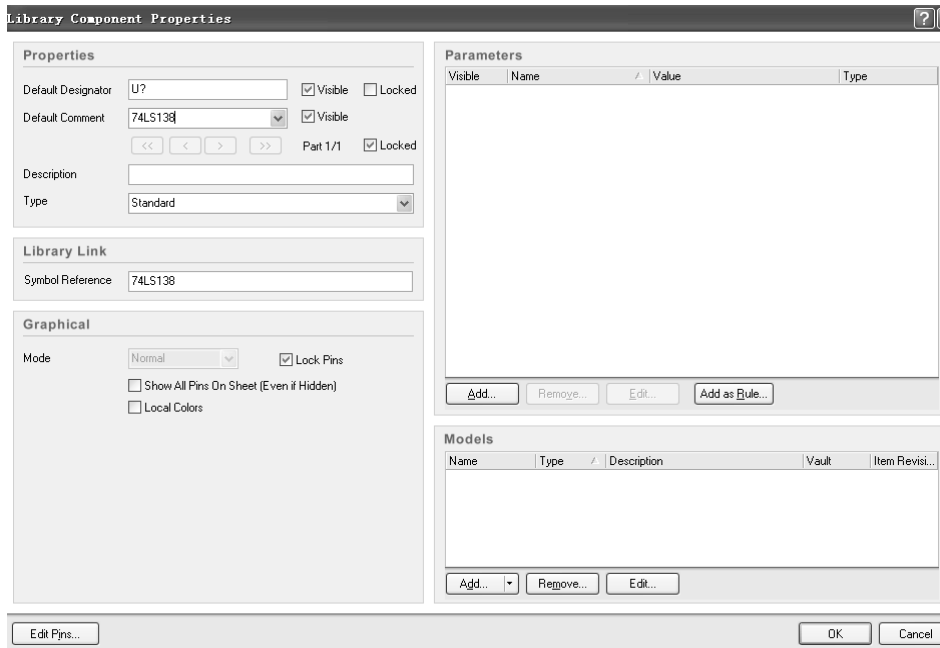 Library Component Properties
?
Properties
Default Designator U? Visible Locked
Default Comment 74LS138 Visible
<< < > >> Part 1/1 Locked
Description
Type Standard
Library Link
Symbol Reference 74LS138
Graphical
Mode Normal Lock Pins
Show All Pins On Sheet (Even if Hidden)
Local Colors
Parameters
Visible Name Value Type
Add... Remove... Edit... Add as Rule...
Models
Name Type Description Vault Item Revisi...
Add... Remove... Edit...
Edit Pins... OK Cancel